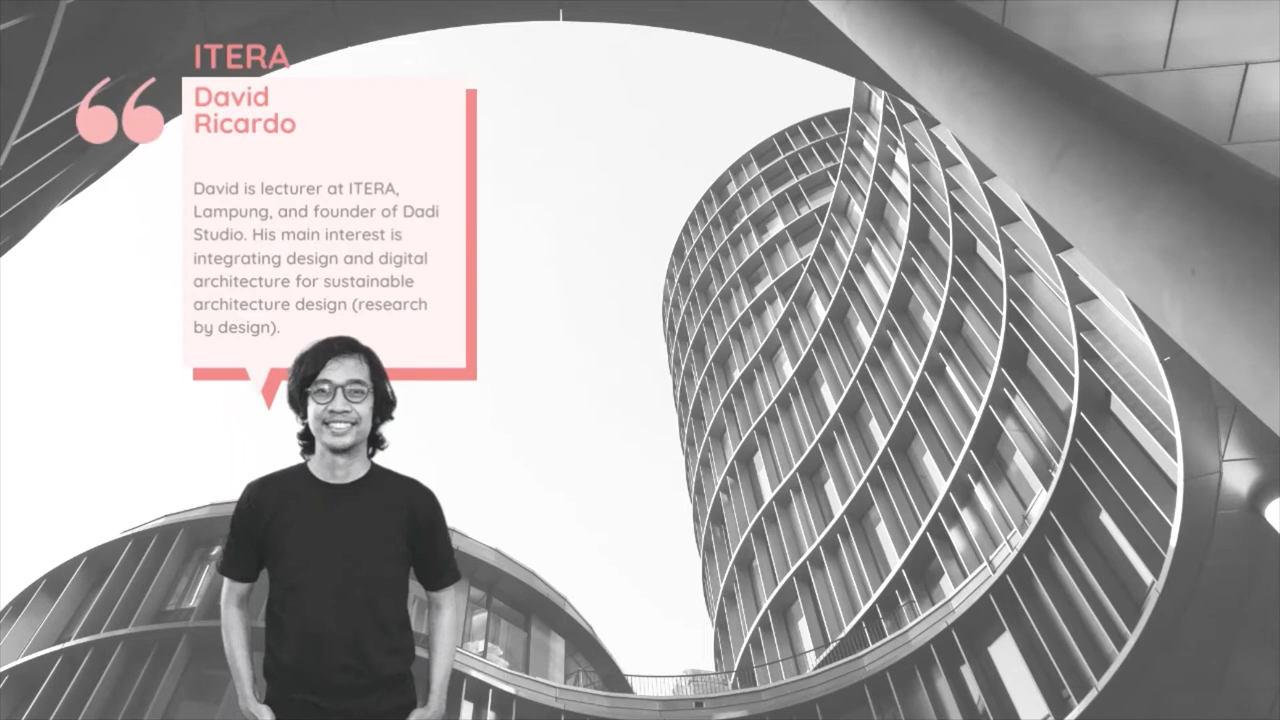 ITERA
David
Ricardo
David is lecturer at ITERA,
Lampung, and founder of Dadi
Studio. His main interest is
integrating design and digital
architecture for sustainable
architecture design (research
by design).